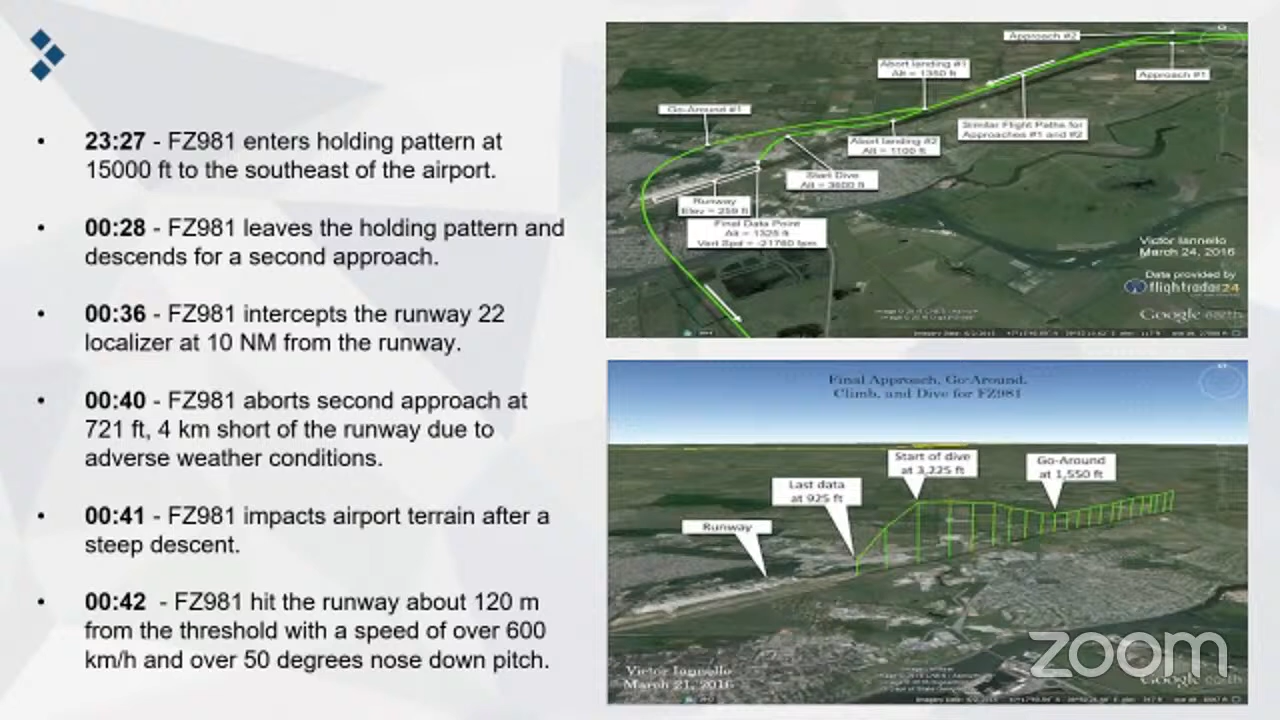 • 23:27 - FZ981 enters holding pattern at
15000 ft to the southeast of the airport.
• 00:28 - FZ981 leaves the holding pattern and
descends for a second approach.
• 00:36 - FZ981 intercepts the runway 22
localizer at 10 NM from the runway.
• 00:40 - FZ981 aborts second approach at
721 ft, 4 km short of the runway due to
adverse weather conditions.
• 00:41 - FZ981 impacts airport terrain after a
steep descent.
• 00:42 - FZ981 hit the runway about 120 m
from the threshold with a speed of over 600
km/h and over 50 degrees nose down pitch.
Approach #2
Approach #1
Abort landing #1
Alt = 1350 ft
Go-Around #1
Similar Flight Paths for
Approaches #1 and #2
Abort landing #2
Alt = 1100 ft
Start Dive
Alt = 3600 ft
Runway
Elev = 259 ft
Final Data Point
Alt = 1325 ft
Vert Spd = -21760 fpm
Victor Iannello
March 24, 2016
Data provided by
flightradar24
Google earth
Final Approach, Go-Around,
Climb, and Dive for FZ981
Start of dive
at 3,225 ft
Go-Around
at 1,550 ft
Last data
at 925 ft
Runway
Victor Iannello
March 21, 2016
Google earth
zoom